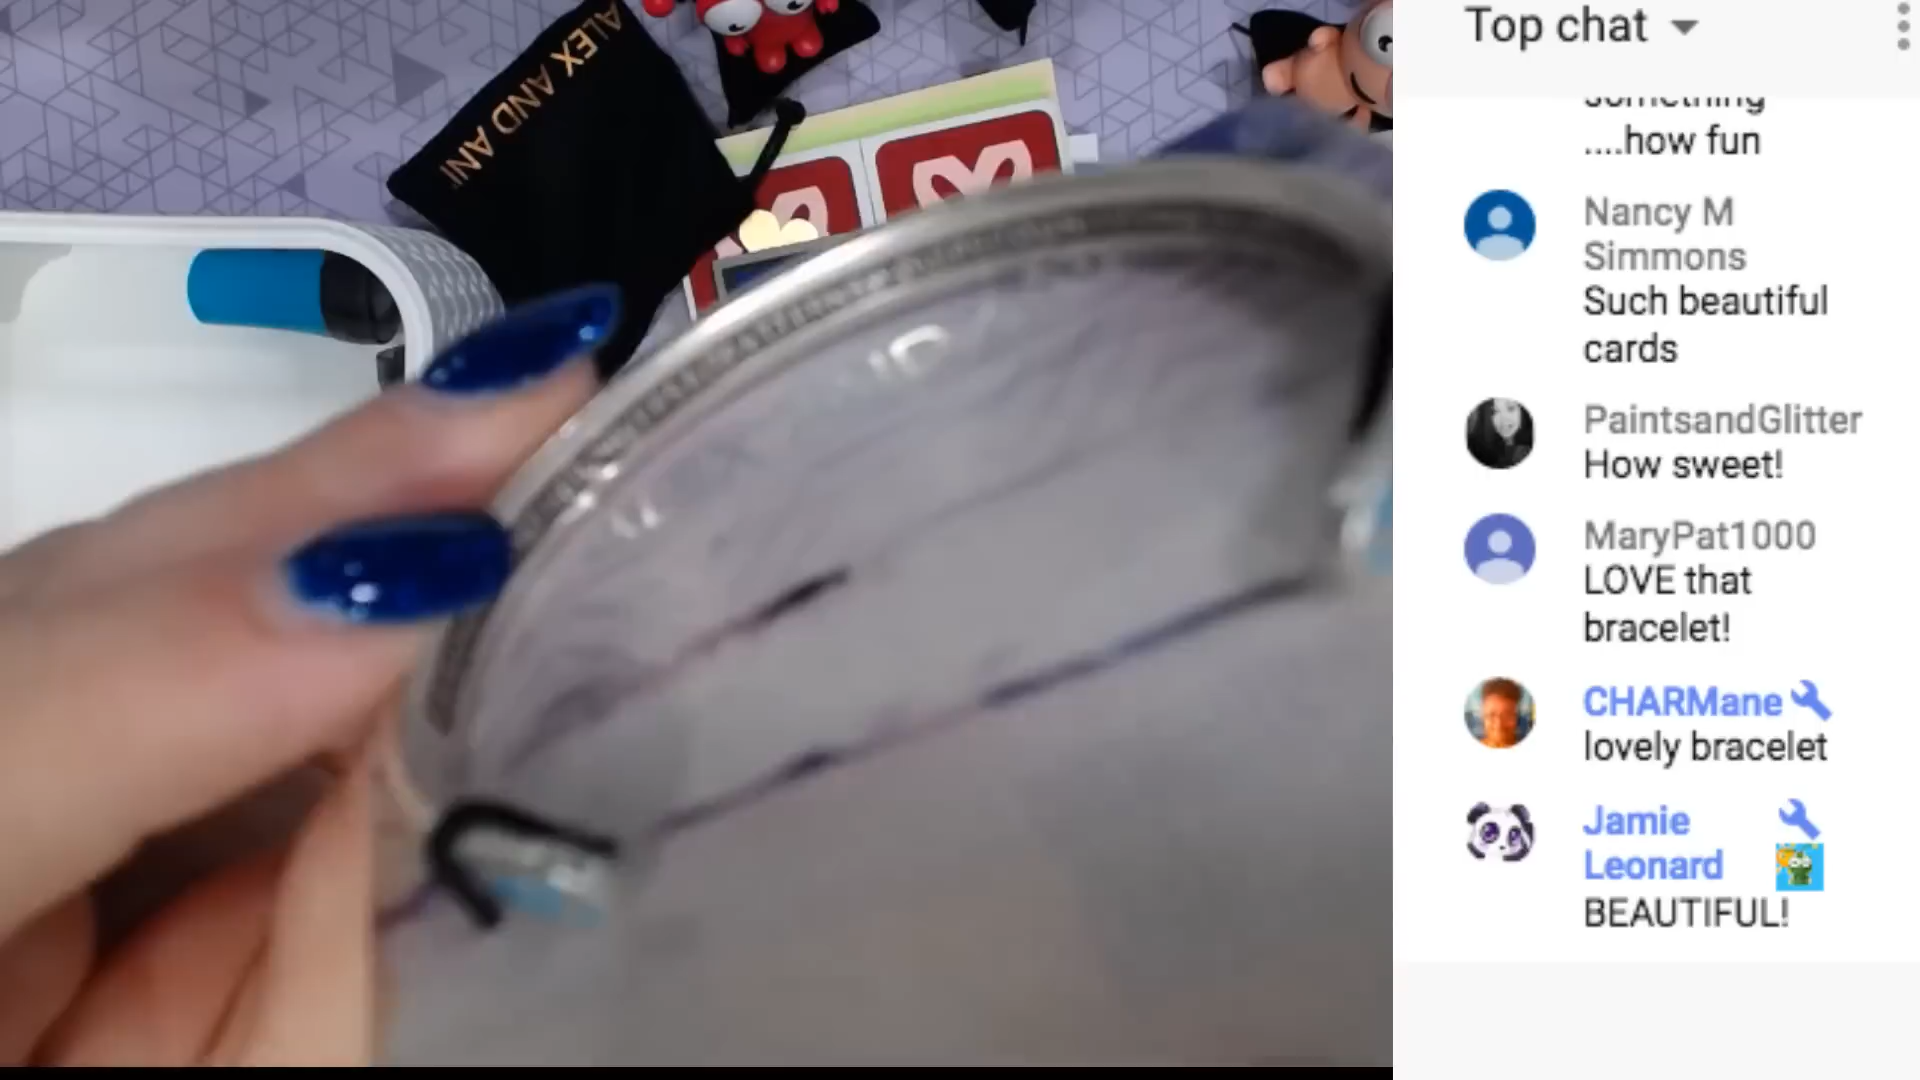 ALEX AND ANI
Top chat
something
....how fun
Nancy M
Simmons
Such beautiful
cards
PaintsandGlitter
How sweet!
MaryPat1000
LOVE that
bracelet!
CHARMane
lovely bracelet
Jamie
Leonard
BEAUTIFUL!